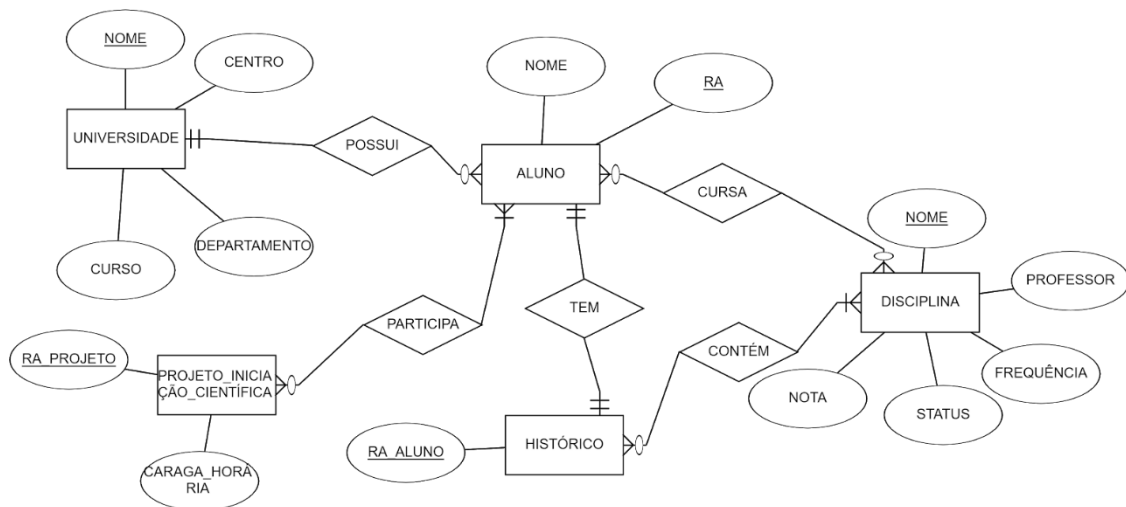 NOME
CENTRO
UNIVERSIDADE
CURSO
DEPARTAMENTO
POSSUI
NOME
RA
ALUNO
CURSA
NOME
PROFESSOR
DISCIPLINA
FREQUÊNCIA
STATUS
NOTA
PARTICIPA
TEM
CONTÉM
RA_PROJETO
PROJETO_INICIA
ÇÃO_CIENTÍFICA
CARAGA_HORÁ
RIA
RA_ALUNO
HISTÓRICO